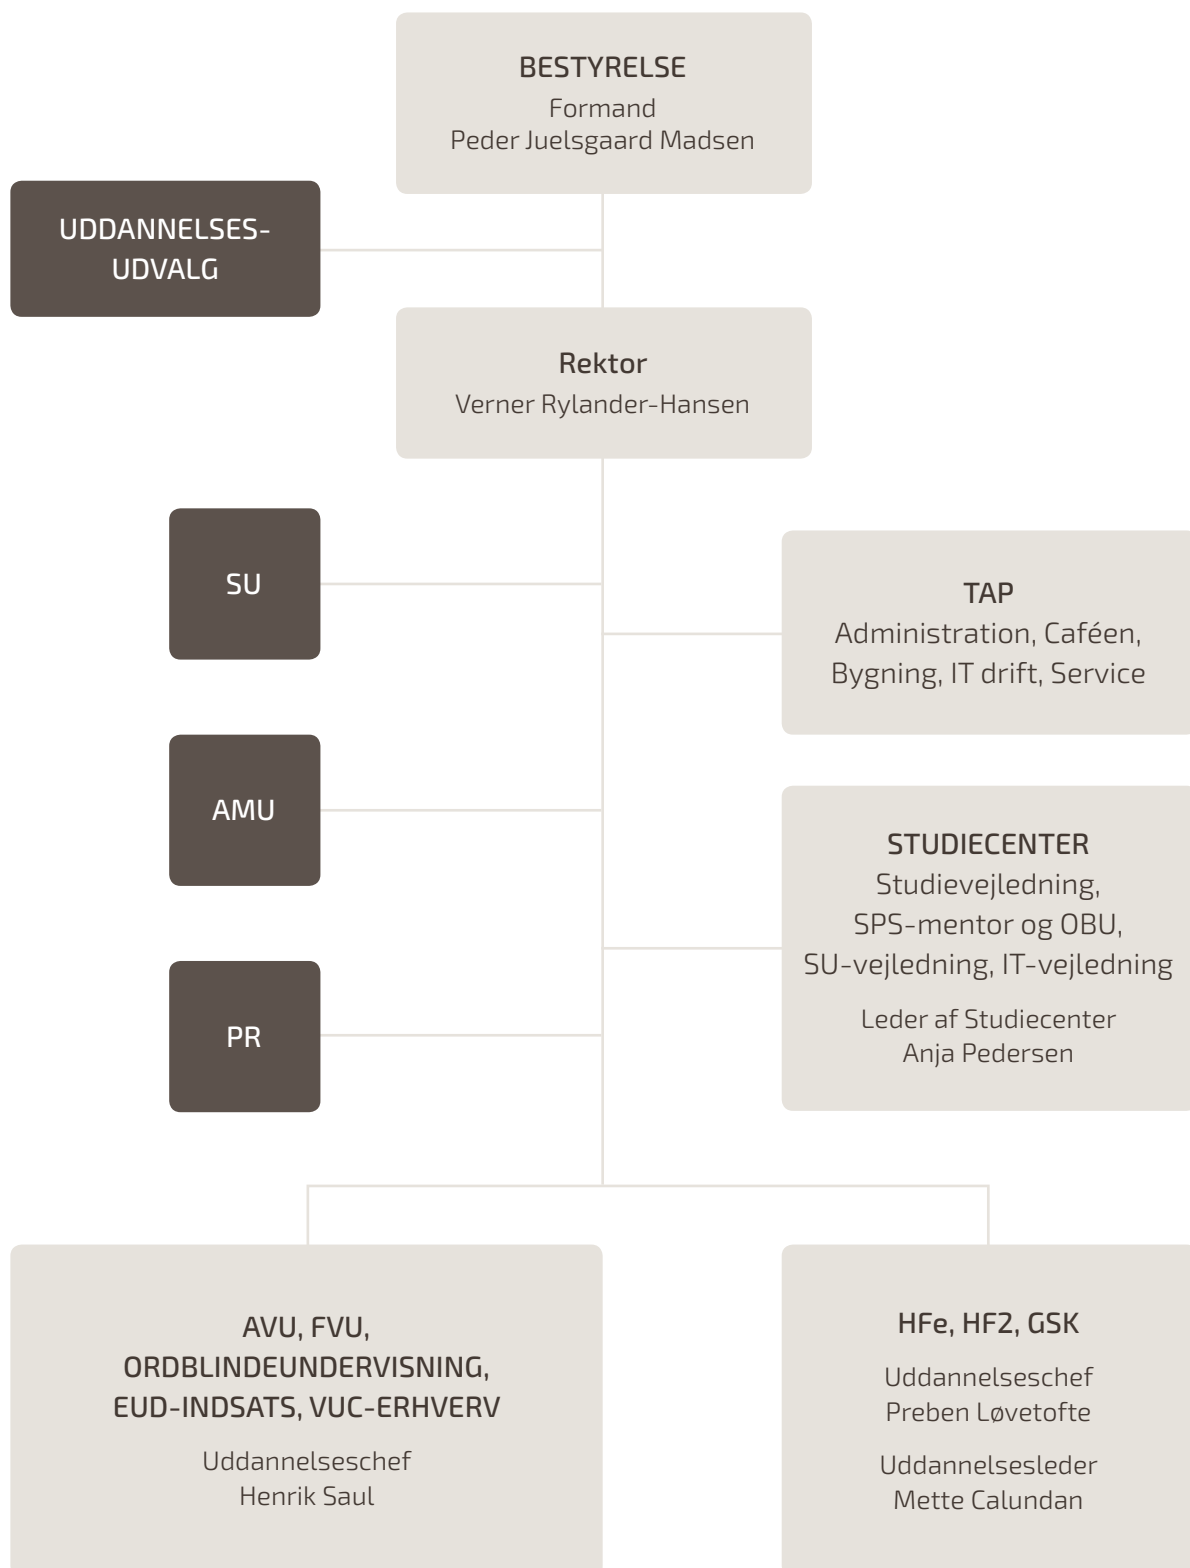 BESTYRELSE
Formand
Peder Juelsgaard Madsen
UDDANNELSES-
UDVALG
Rektor
Verner Rylander-Hansen
SU
TAP
Administration, Caféen,
Bygning, IT drift, Service
AMU
STUDIECENTER
Studievejledning,
SPS-mentor og OBU,
SU-vejledning, IT-vejledning
Leder af Studiecenter
Anja Pedersen
PR
AVU, FVU,
ORDBLINDEUNDERVISNING,
EUD-INDSATS, VUC-ERHVERV
Uddannelseschef
Henrik Saul
HFe, HF2, GSK
Uddannelseschef
Preben Løvetofte
Uddannelsesleder
Mette Calundan